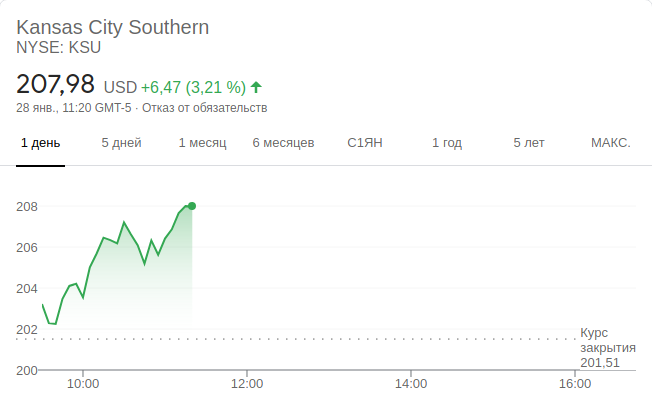 Kansas City Southern
NYSE: KSU
207,98 USD +6,47 (3,21 %)
28 янв., 11:20 GMT-5 · Отказ от обязательств
1 день 5 дней 1 месяц 6 месяцев С1ЯН 1 год 5 лет МАКС.
208
206
204
202
Курс
закрытия
201,51
200
10:00 12:00 14:00 16:00